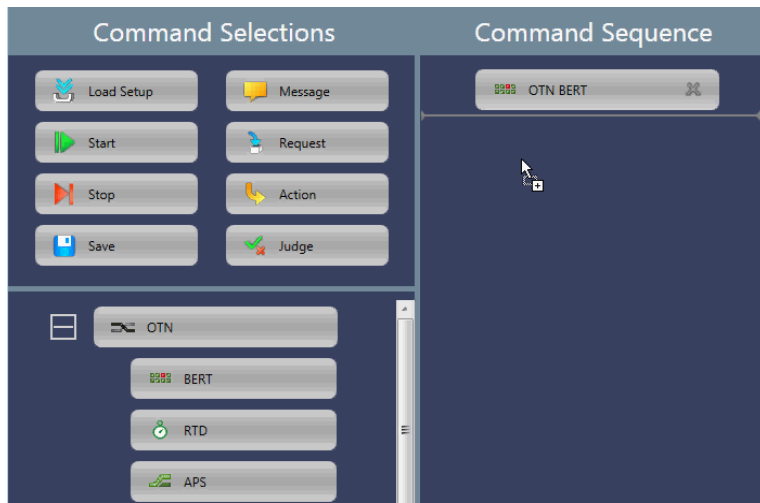 Command Selections
Command Sequence
Load Setup
Message
Start
Request
Stop
Action
Save
Judge
OTN
BERT
RTD
APS
OTN BERT